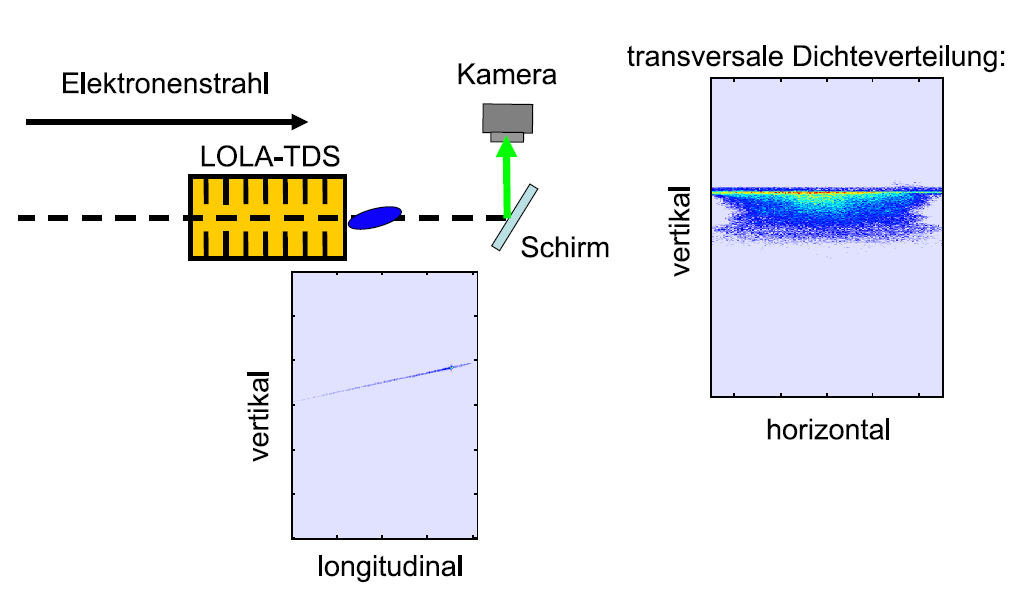 transversale Dichteverteilung:
Kamera
Elektronenstrahl
LOLA-TDS
Schirm
vertikal
horizontal
vertikal
longitudinal